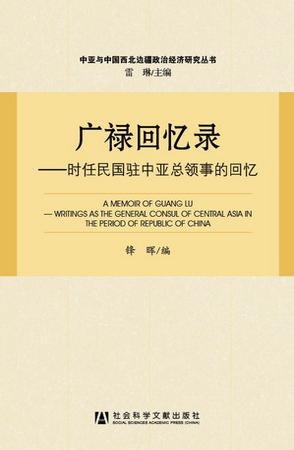 中亚与中国西北边疆政治经济研究丛书
雷 琳/主编
广禄回忆录
——时任民国驻中亚总领事的回忆
A MEMOIR OF GUANG LU
— WRITINGS AS THE GENERAL CONSUL OF CENTRAL ASIA IN
THE PERIOD OF REPUBLIC OF CHINA
锋 晖/编
社会科学文献出版社
SOCIAL SCIENCES ACADEMIC PRESS (CHINA)